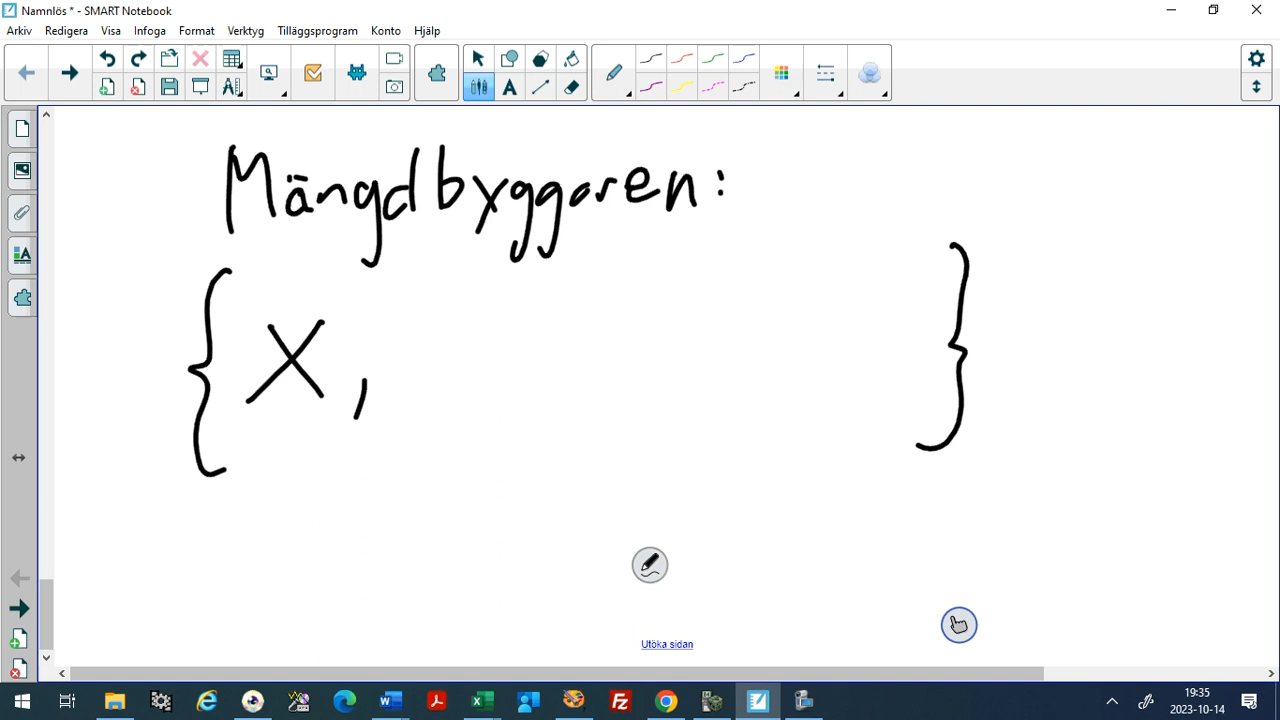 Namnlös * - SMART Notebook
Arkiv Redigera Visa Infoga Format Verktyg Tilläggsprogram Konto Hjälp
Mängdbyggaren:
{ X, }
Utöka sidan
19:35
2023-10-14